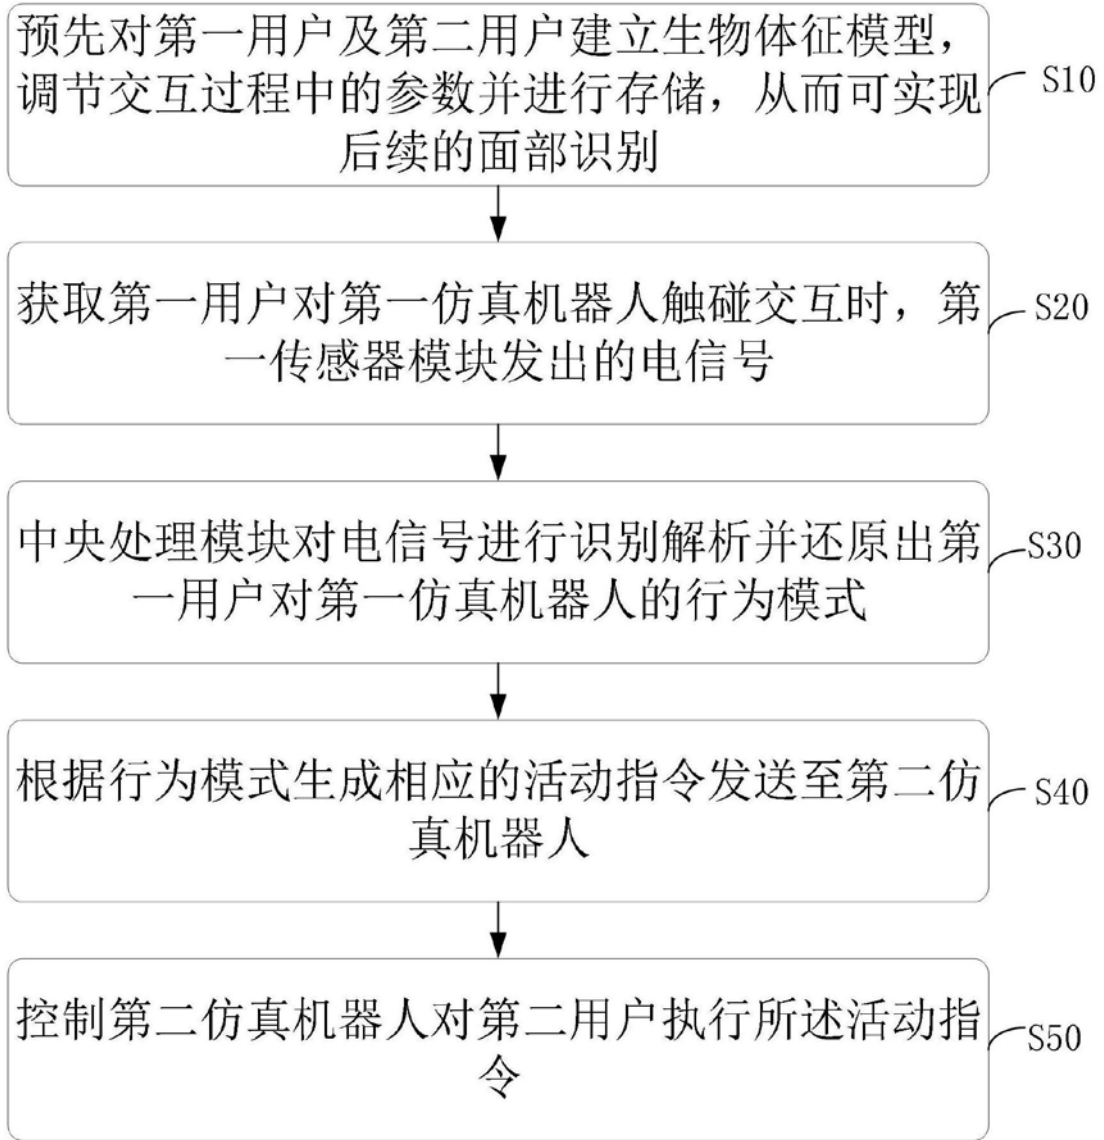 预先对第一用户及第二用户建立生物体征模型，
调节交互过程中的参数并进行存储，从而可实现
后续的面部识别
S10
获取第一用户对第一仿真机器人触碰交互时，第
一传感器模块发出的电信号
S20
中央处理模块对电信号进行识别解析并还原出第
一用户对第一仿真机器人的行为模式
S30
根据行为模式生成相应的活动指令发送至第二仿
真机器人
S40
控制第二仿真机器人对第二用户执行所述活动指
令
S50